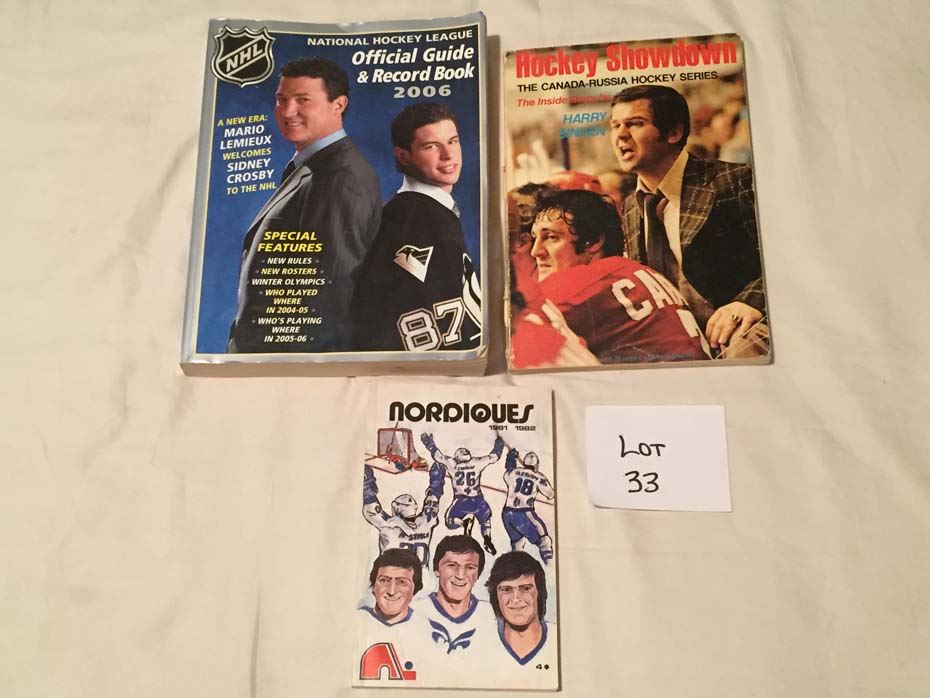 NHL
NATIONAL HOCKEY LEAGUE
Official Guide
& Record Book
2006
A NEW ERA:
MARIO
LEMIEUX
WELCOMES
SIDNEY
CROSBY
TO THE NHL
SPECIAL
FEATURES
• NEW RULES •
• NEW ROSTERS •
• WINTER OLYMPICS •
• WHO PLAYED
WHERE
IN 2004-05 •
• WHO'S PLAYING
WHERE
IN 2005-06 •
87
Hockey Showdown
THE CANADA-RUSSIA HOCKEY SERIES
The Inside
HARRY
SINDEN
CAN
NORDIQUES
1981 1982
26
18
4$
LOT
33